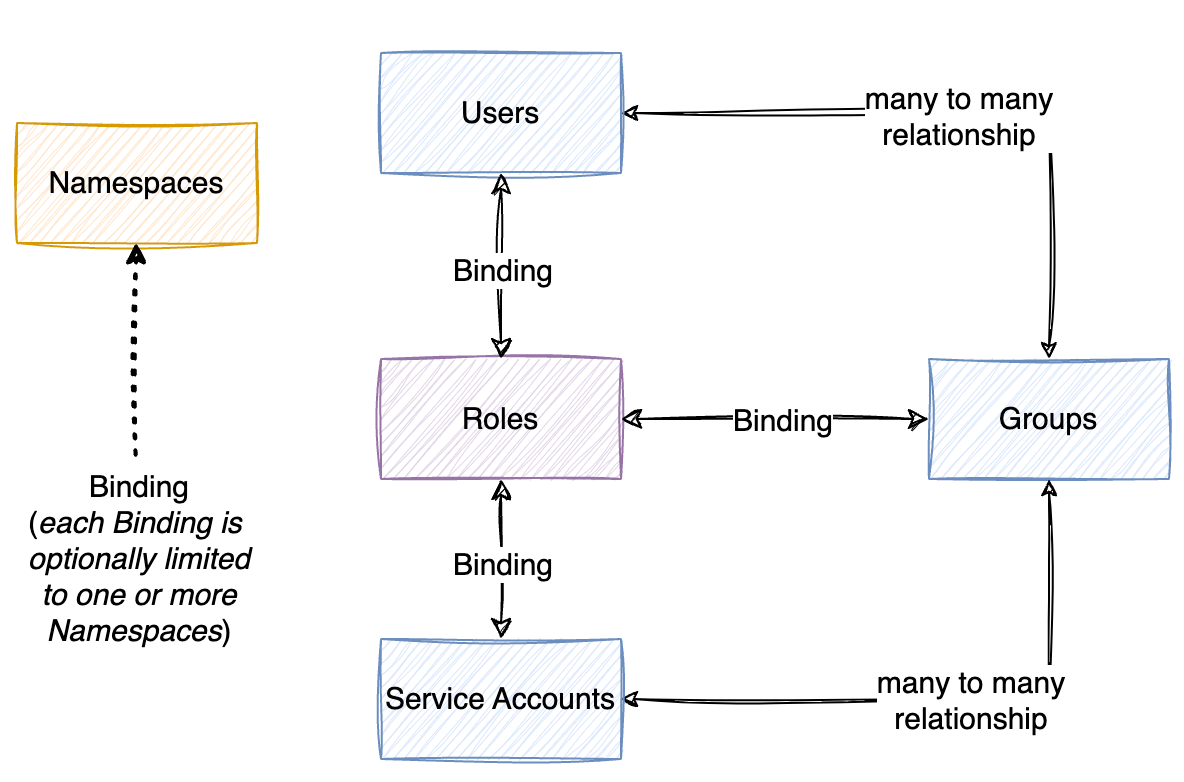 Users
many to many
relationship
Namespaces
Binding
Roles
Binding
Groups
Binding
(each Binding is
optionally limited
to one or more
Namespaces)
Binding
Service Accounts
many to many
relationship